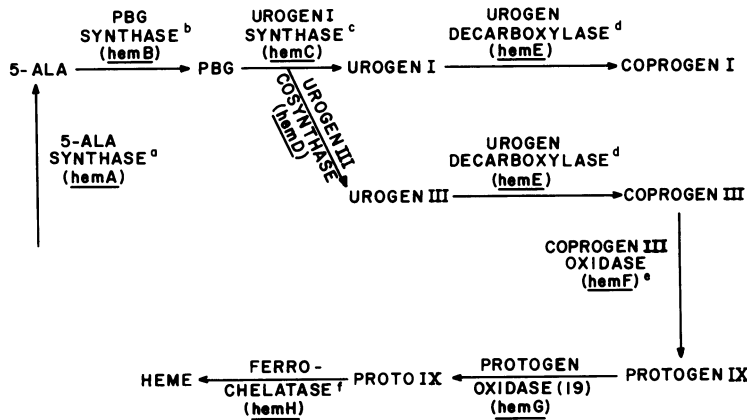 PBG
SYNTHASE b
(hemB)
UROGEN I
SYNTHASE c
(hemC)
UROGEN
DECARBOXYLASE d
(hemE)
5-ALA
PBG
UROGEN I
COPROGEN I
UROGEN III
COSYNTHASE
(hemD)
5-ALA
SYNTHASE a
(hemA)
UROGEN
DECARBOXYLASE d
(hemE)
UROGEN III
COPROGEN III
COPROGEN III
OXIDASE
(hemF) e
HEME
FERRO-
CHELATASE f
(hemH)
PROTO IX
PROTOGEN
OXIDASE (19)
(hemG)
PROTOGEN IX